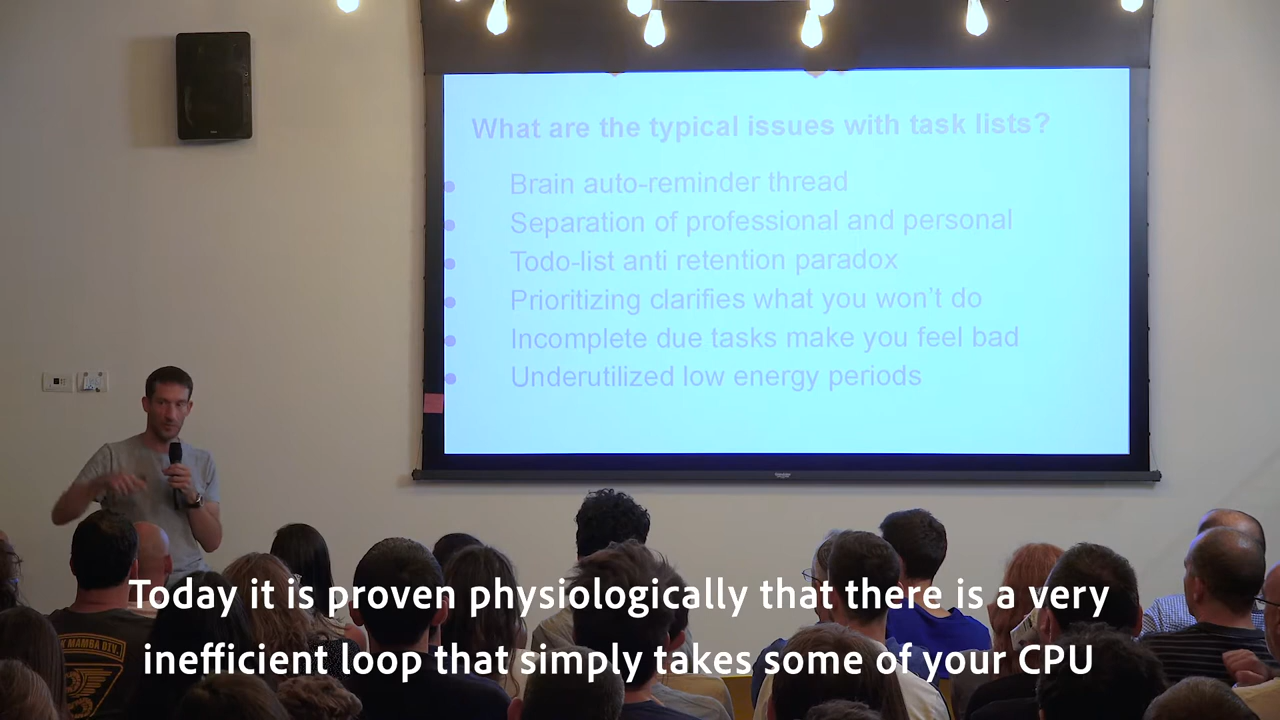 What are the typical issues with task lists?
• Brain auto-reminder thread
• Separation of professional and personal
• Todo-list anti retention paradox
• Prioritizing clarifies what you won't do
• Incomplete due tasks make you feel bad
• Underutilized low energy periods
K MAMBA DIV.
Today it is proven physiologically that there is a very
inefficient loop that simply takes some of your CPU